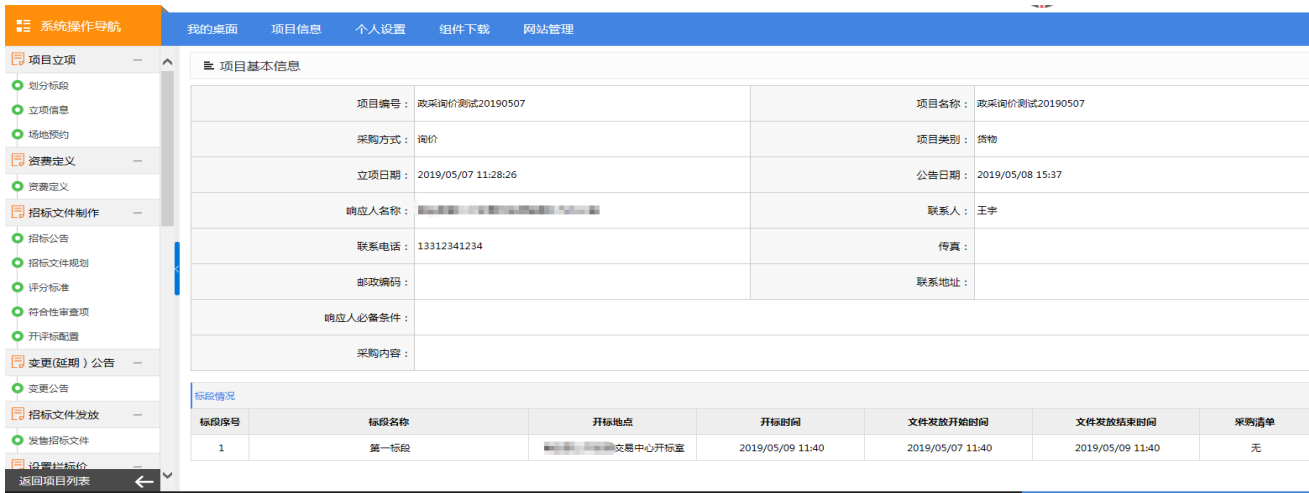 系统操作导航
我的桌面 项目信息 个人设置 组件下载 网站管理
项目立项
划分标段
立项信息
场地预约
资费定义
资费定义
招标文件制作
招标公告
招标文件规划
评分标准
符合性审查项
开评标配置
变更(延期)公告
变更公告
招标文件发放
发售招标文件
设置拦标价
返回项目列表
项目基本信息
项目编号: 政采询价测试20190507 项目名称: 政采询价测试20190507
采购方式: 询价 项目类别: 货物
立项日期: 2019/05/07 11:28:26 公告日期: 2019/05/08 15:37
响应人名称: 联系人: 王宇
联系电话: 13312341234 传真:
邮政编码: 联系地址:
响应人必备条件:
采购内容:
标段情况
标段序号 标段名称 开标地点 开标时间 文件发放开始时间 文件发放结束时间 采购清单
1 第一标段 交易中心开标室 2019/05/09 11:40 2019/05/07 11:40 2019/05/09 11:40 无